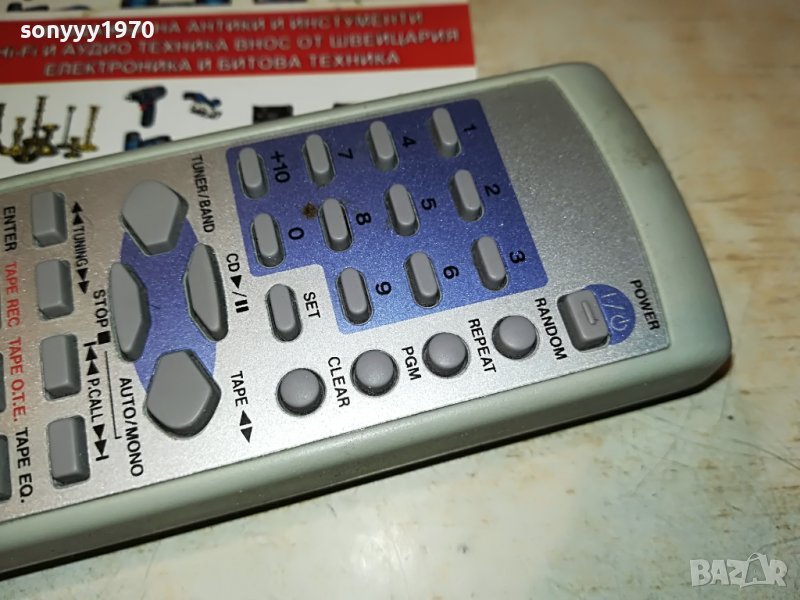 sonyyy1970
НА АНТИКИ И ИНСТУМЕНТИ
Hi-Fi И АУДИО ТЕХНИКА ВНОС ОТ ШВЕЙЦАРИЯ
ЕЛЕКТРОНИКА И БИТОВА ТЕХНИКА
POWER
RANDOM
REPEAT
PGM
CLEAR
1
2
3
4
5
6
7
8
9
+10
0
SET
TUNER/BAND
CD ▶/II
TAPE ◀▶
◀◀ TUNING ▶▶
STOP ■
I◀◀ P.CALL ▶▶I
AUTO/MONO
ENTER
TAPE REC
TAPE O.T.E.
TAPE EQ.
BAZAR